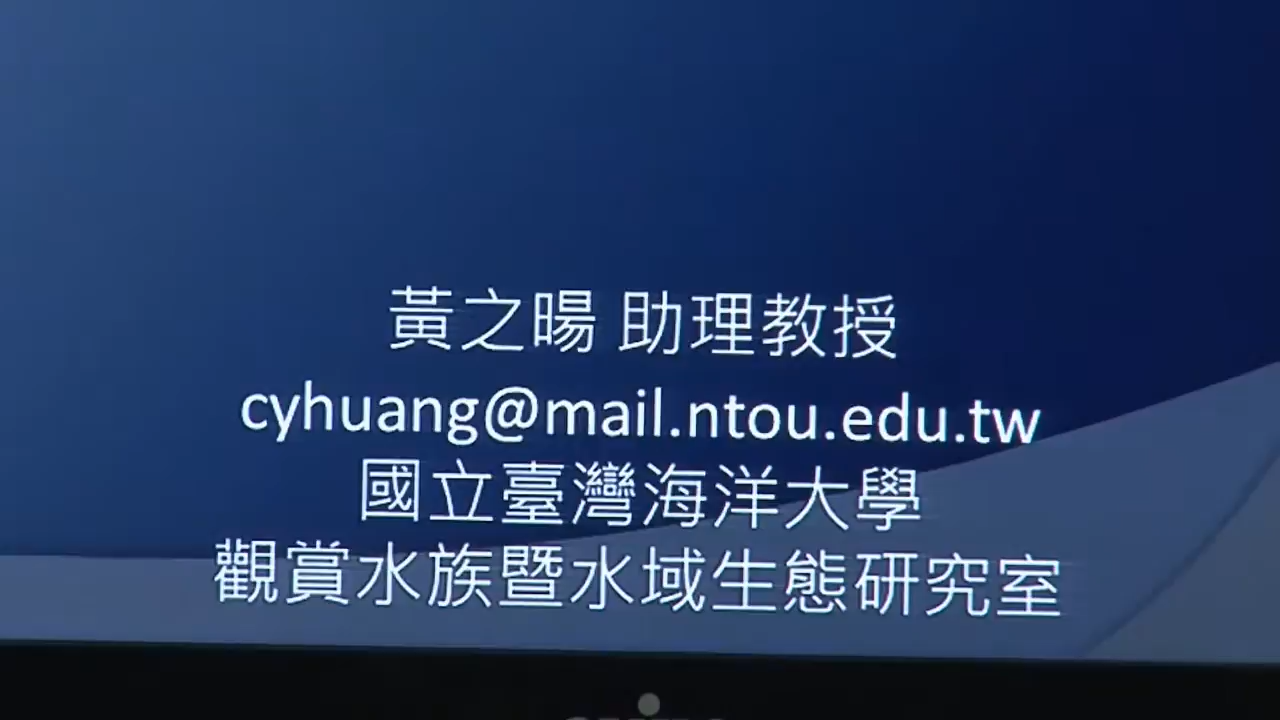 黃之暘 助理教授
cyhuang@mail.ntou.edu.tw
國立臺灣海洋大學
觀賞水族暨水域生態研究室